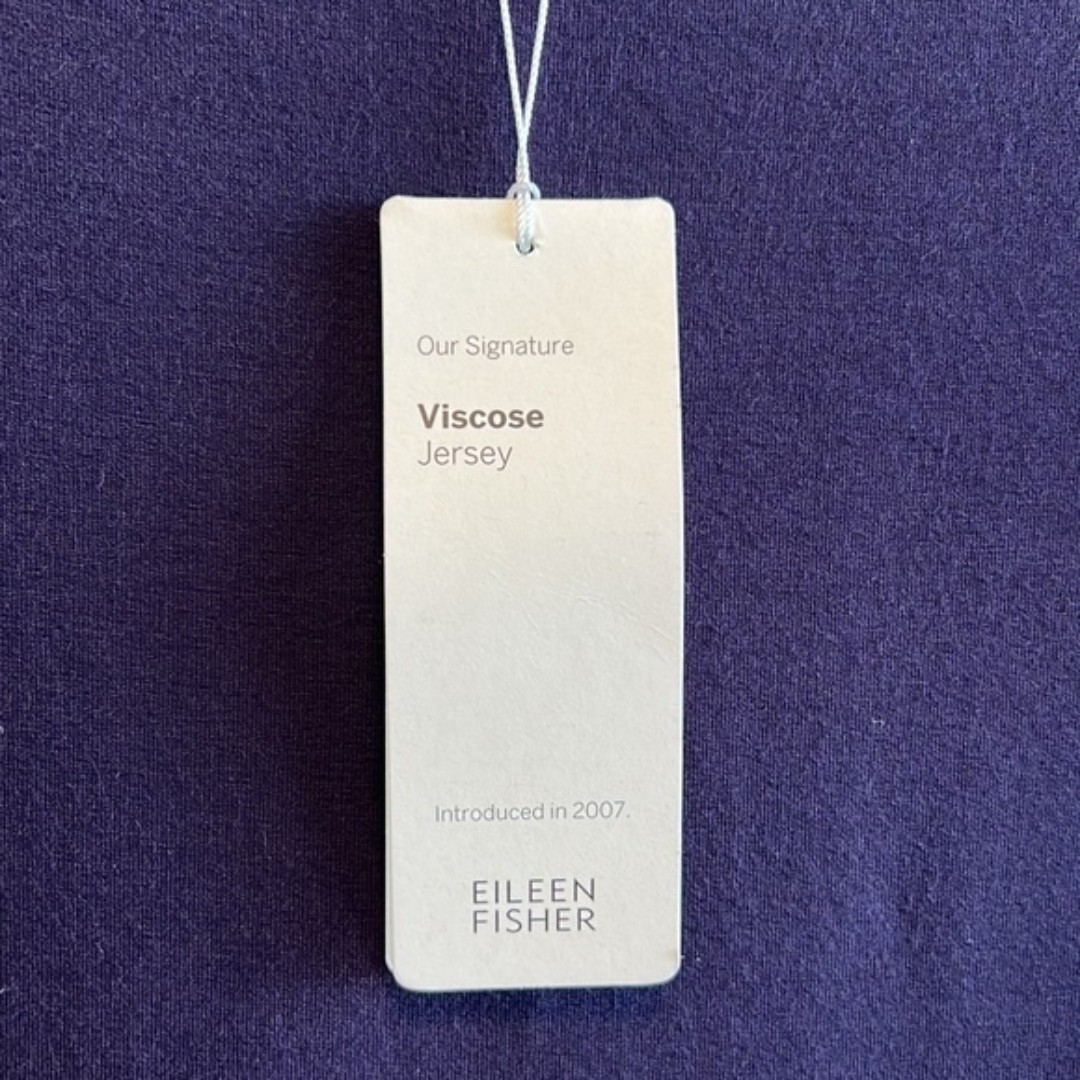 Our Signature
Viscose
Jersey
Introduced in 2007.
EILEEN
FISHER